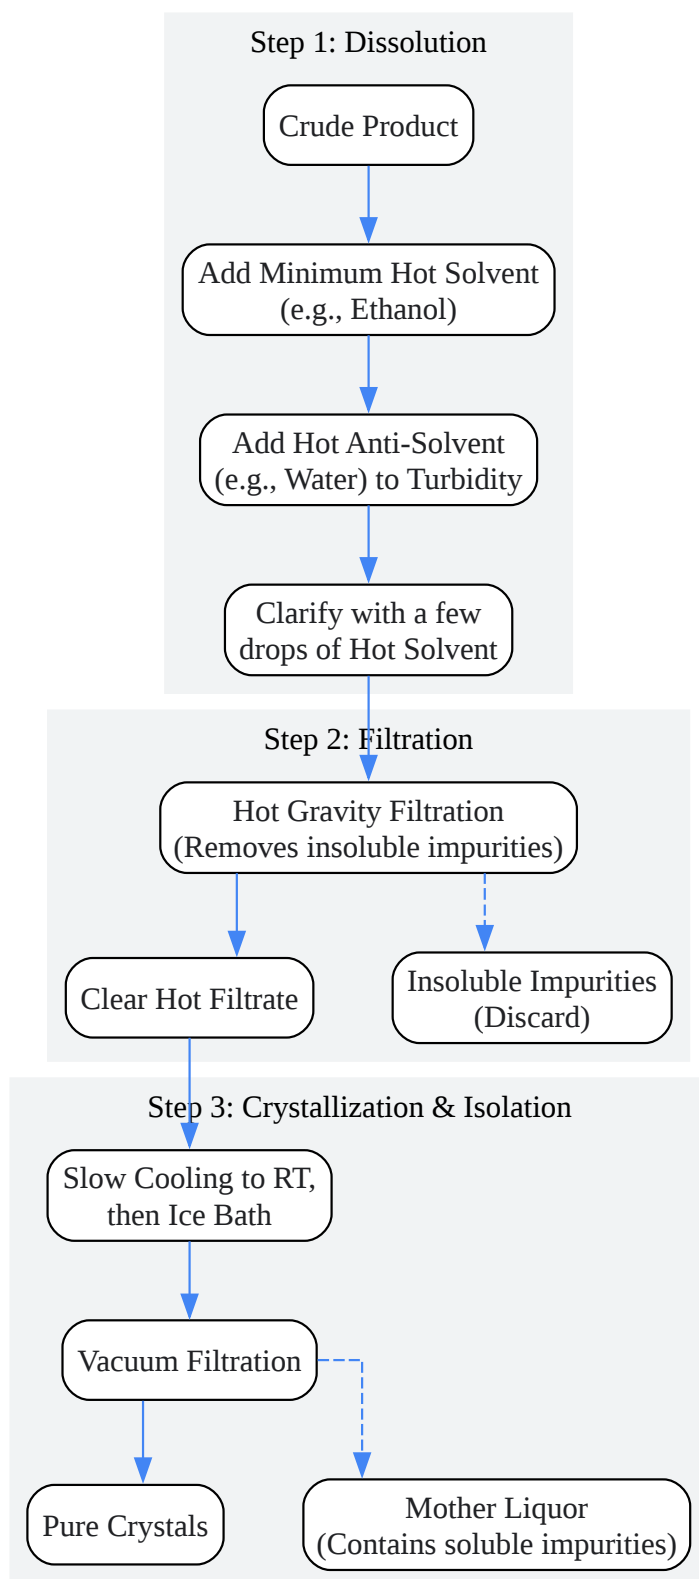 Step 1: Dissolution
Crude Product
Add Minimum Hot Solvent
(e.g., Ethanol)
Add Hot Anti-Solvent
(e.g., Water) to Turbidity
Clarify with a few
drops of Hot Solvent
Step 2: Filtration
Hot Gravity Filtration
(Removes insoluble impurities)
Clear Hot Filtrate
Insoluble Impurities
(Discard)
Step 3: Crystallization & Isolation
Slow Cooling to RT,
then Ice Bath
Vacuum Filtration
Pure Crystals
Mother Liquor
(Contains soluble impurities)